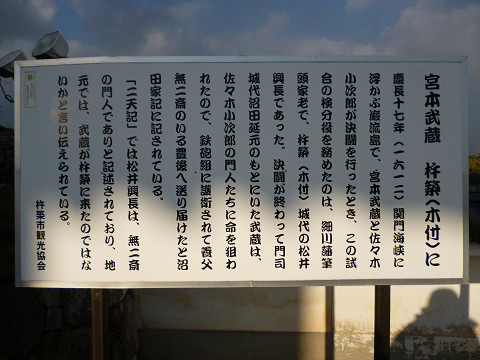 宮本武蔵　杵築(木付)に
慶長十七年(一六一二)関門海峡に
浮かぶ巌流島で、宮本武蔵と佐々木
小次郎が決闘を行ったとき、この試
合の検分役を務めたのは、細川藩筆
頭家老で、杵築(木付)城代の松井
興長であった。決闘が終わって門司
城代沼田延元のもとにいた武蔵は、
佐々木小次郎の門人たちに命を狙わ
れたので、鉄砲組に護衛されて養父
無二斎のいる豊後へ送り届けたと沼
田家記に記されている。
「二天記」では松井興長は、無二斎
の門人でありと記述されており、地
元では、武蔵が杵築に来たのではな
いかと言い伝えられている。
杵築市観光協会